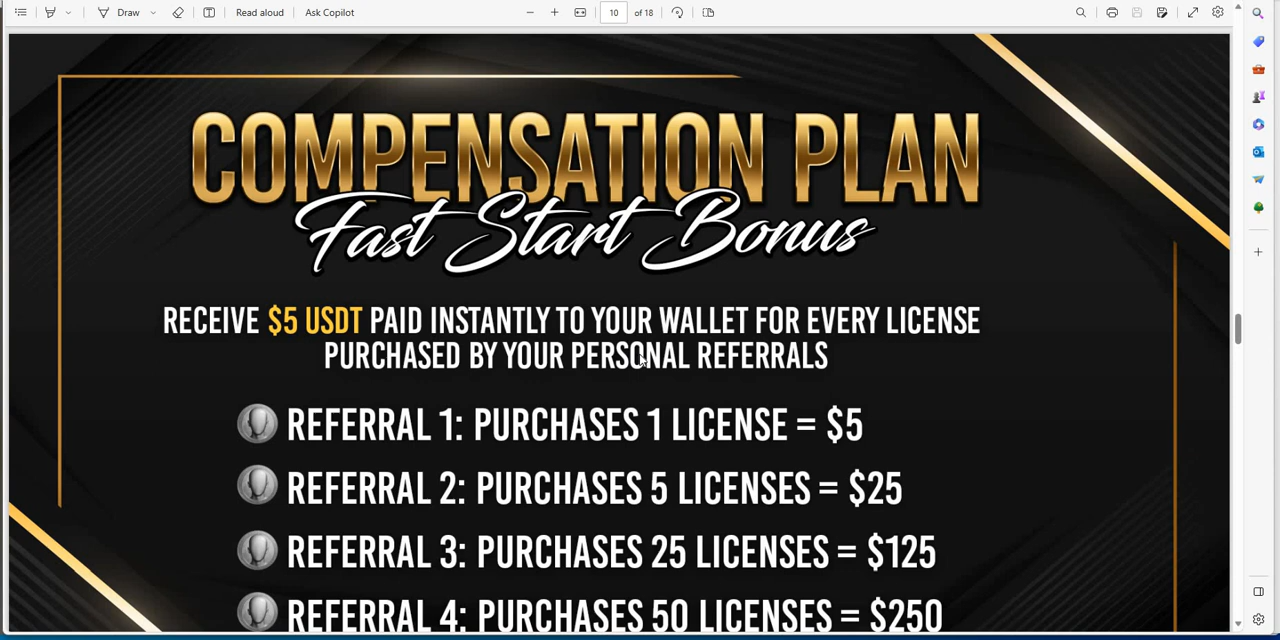 Draw
Read aloud
Ask Copilot
10 of 18
COMPENSATION PLAN
Fast Start Bonus
RECEIVE $5 USDT PAID INSTANTLY TO YOUR WALLET FOR EVERY LICENSE
PURCHASED BY YOUR PERSONAL REFERRALS
REFERRAL 1: PURCHASES 1 LICENSE = $5
REFERRAL 2: PURCHASES 5 LICENSES = $25
REFERRAL 3: PURCHASES 25 LICENSES = $125
REFERRAL 4: PURCHASES 50 LICENSES = $250